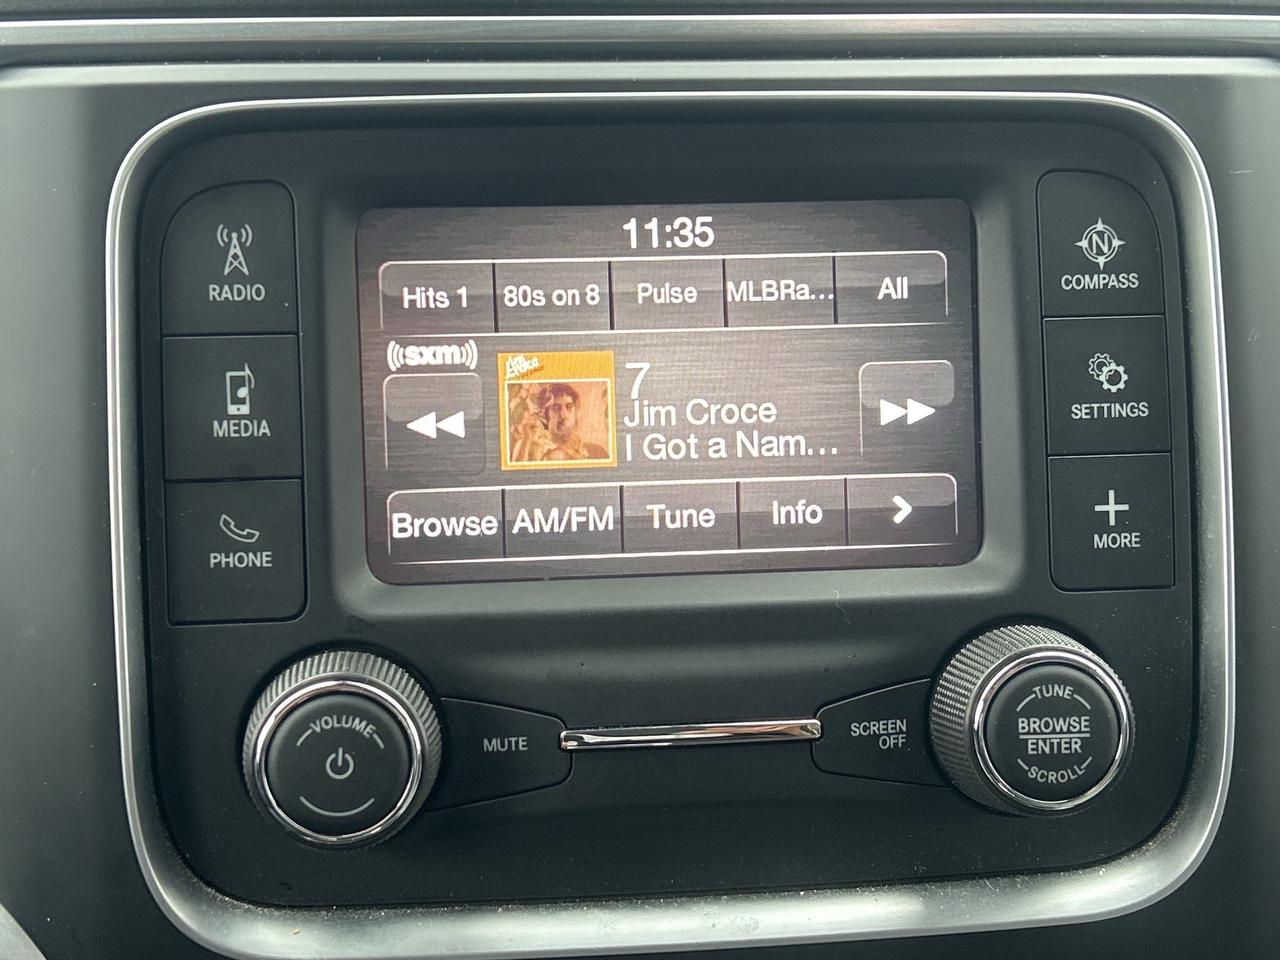 11:35
Hits 1
80s on 8
Pulse
MLBRa...
All
((sxm))
7
Jim Croce
I Got a Nam...
Browse
AM/FM
Tune
Info
>
RADIO
MEDIA
PHONE
N
COMPASS
SETTINGS
MORE
VOLUME
MUTE
SCREEN
OFF
TUNE
BROWSE
ENTER
SCROLL